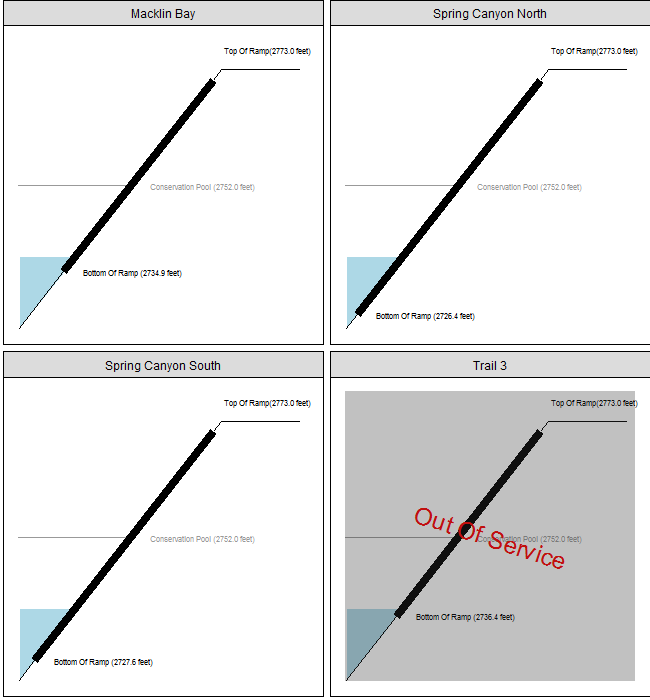 Macklin Bay
Top Of Ramp(2773.0 feet)
Conservation Pool (2752.0 feet)
Bottom Of Ramp (2734.9 feet)
Spring Canyon North
Top Of Ramp(2773.0 feet)
Conservation Pool (2752.0 feet)
Bottom Of Ramp (2726.4 feet)
Spring Canyon South
Top Of Ramp(2773.0 feet)
Conservation Pool (2752.0 feet)
Bottom Of Ramp (2727.6 feet)
Trail 3
Top Of Ramp(2773.0 feet)
Out Of Service
Conservation Pool (2752.0 feet)
Bottom Of Ramp (2736.4 feet)